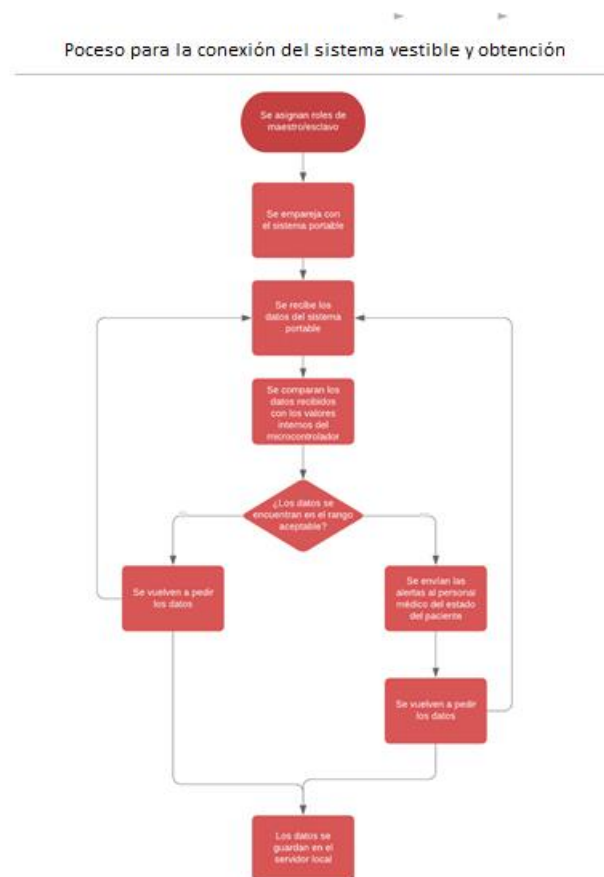 Poceso para la conexión del sistema vestible y obtención
Se asignan roles de
maestro/esclavo
Se empareja con
el sistema portable
Se recibe los
datos del sistema
portable
Se comparan los
datos recibidos
con los valores
internos del
microcontrolador
¿Los datos se
encuentran en el rango
aceptable?
Se vuelven a pedir
los datos
Se envían las
alertas al personal
médico del estado
del paciente
Se vuelven a pedir
los datos
Los datos se
guardan en el
servidor local